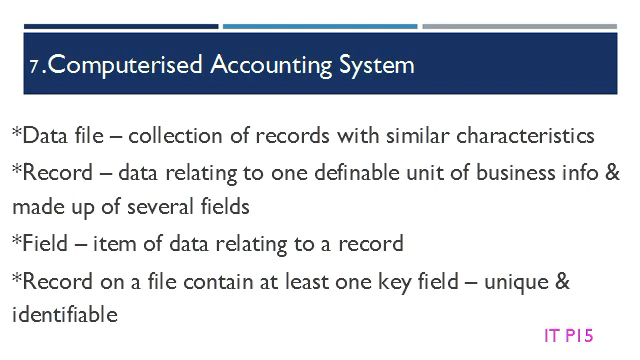 7.Computerised Accounting System
*Data file – collection of records with similar characteristics
*Record – data relating to one definable unit of business info &
made up of several fields
*Field – item of data relating to a record
*Record on a file contain at least one key field – unique &
identifiable
IT P15